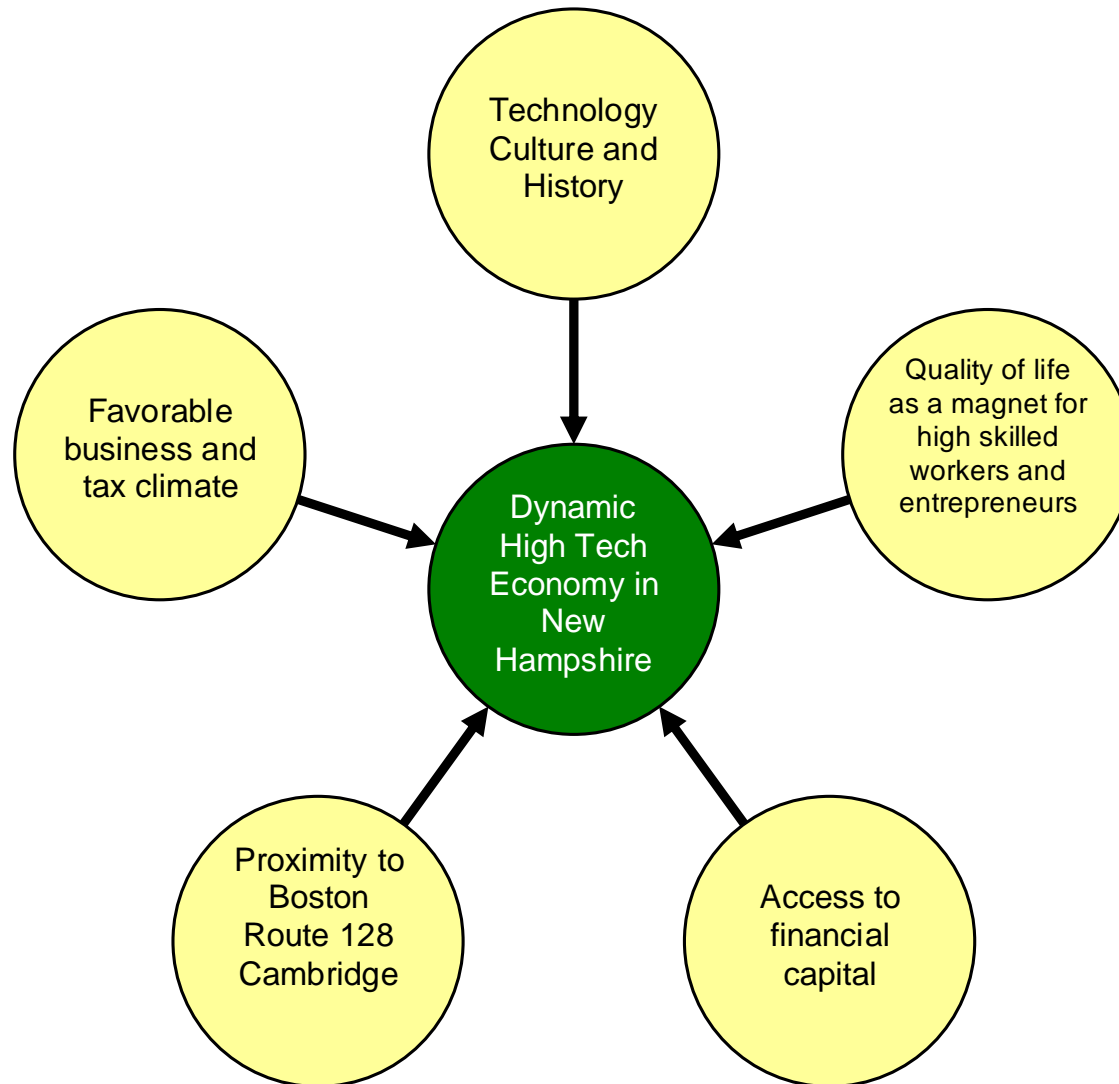 Technology
Culture and
History
Favorable
business and
tax climate
Quality of life
as a magnet for
high skilled
workers and
entrepreneurs
Dynamic
High Tech
Economy in
New
Hampshire
Proximity to
Boston
Route 128
Cambridge
Access to
financial
capital